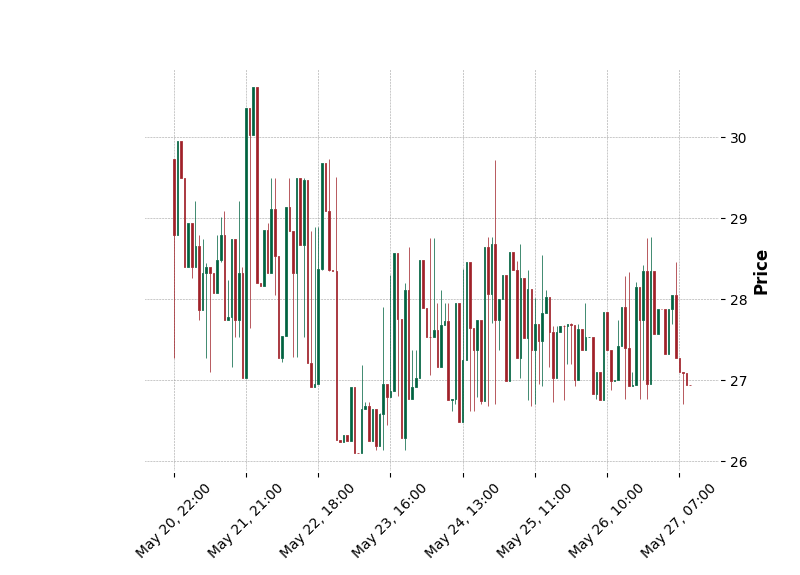 30
29
28
27
26
Price
May 20, 22:00
May 21, 21:00
May 22, 18:00
May 23, 16:00
May 24, 13:00
May 25, 11:00
May 26, 10:00
May 27, 07:00